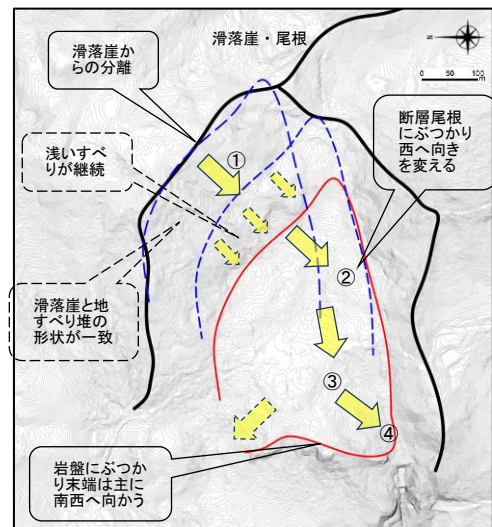 滑落崖・尾根
滑落崖か
らの分離
N
0 50 100
m
断層尾根
にぶつかり
西へ向き
を変える
浅いすべ
りが継続
①
②
滑落崖と地
すべり堆の
形状が一致
③
④
岩盤にぶつか
り末端は主に
南西へ向かう